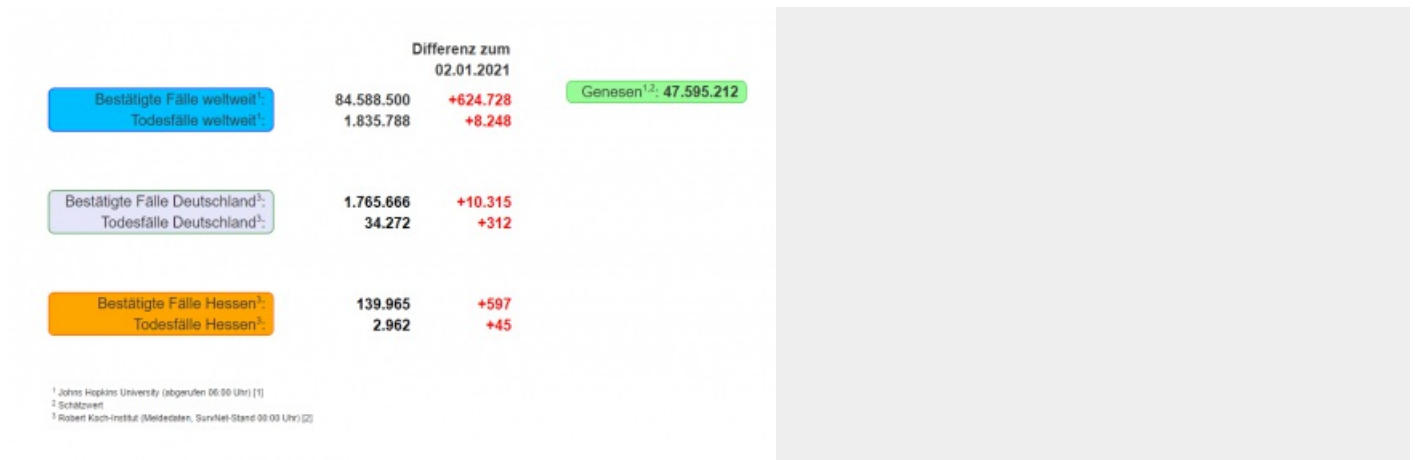 Differenz zum
02.01.2021
Bestätigte Fälle weltweit¹: 84.588.500 +624.728 Genesen¹,²: 47.595.212
Todesfälle weltweit¹: 1.835.788 +8.248
Bestätigte Fälle Deutschland³: 1.765.666 +10.315
Todesfälle Deutschland³: 34.272 +312
Bestätigte Fälle Hessen³: 139.965 +597
Todesfälle Hessen³: 2.962 +45
¹ Johns Hopkins University (abgerufen 06:00 Uhr) [1]
² Schätzwert
³ Robert Koch-Institut (Meldedaten, SurvNet-Stand 00:00 Uhr) [2]